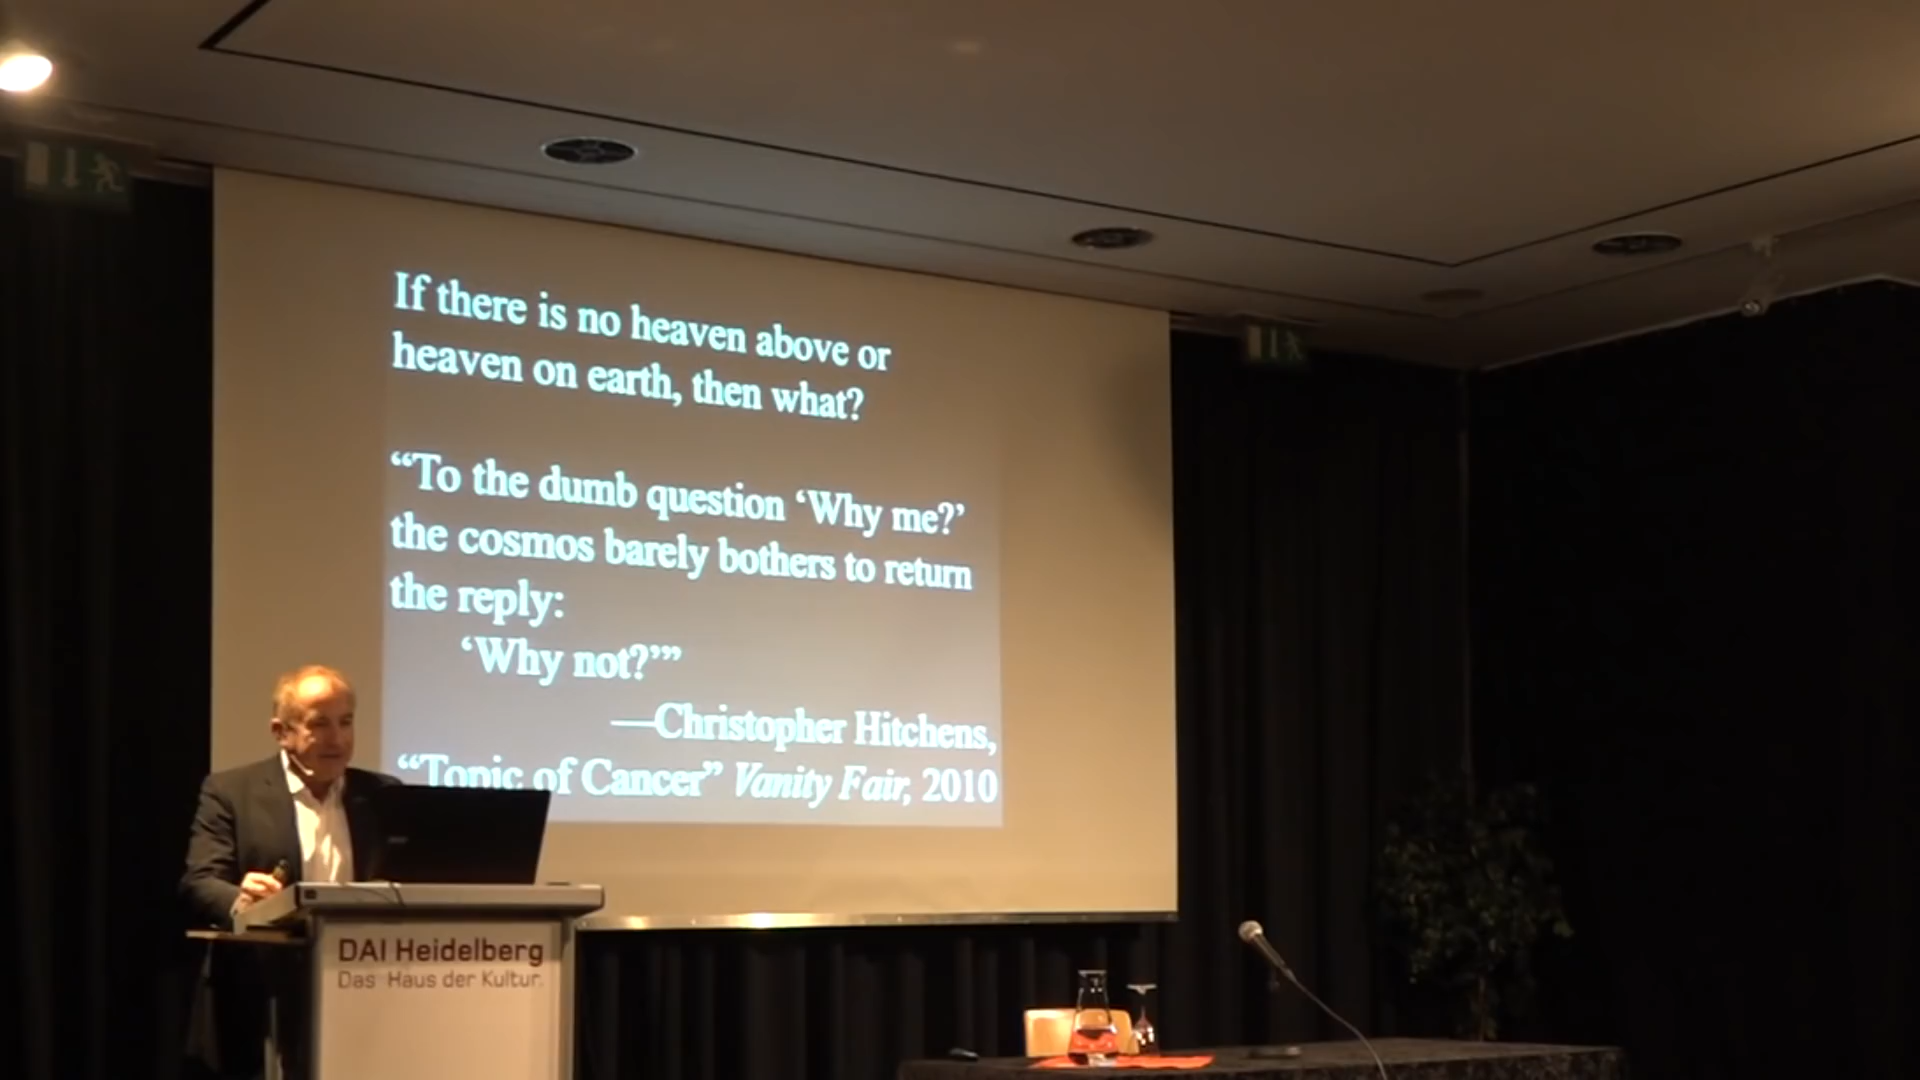 If there is no heaven above or
heaven on earth, then what?
“To the dumb question ‘Why me?’
the cosmos barely bothers to return
the reply:
‘Why not?’”
—Christopher Hitchens,
“Topic of Cancer” Vanity Fair, 2010
DAI Heidelberg
Das Haus der Kultur.